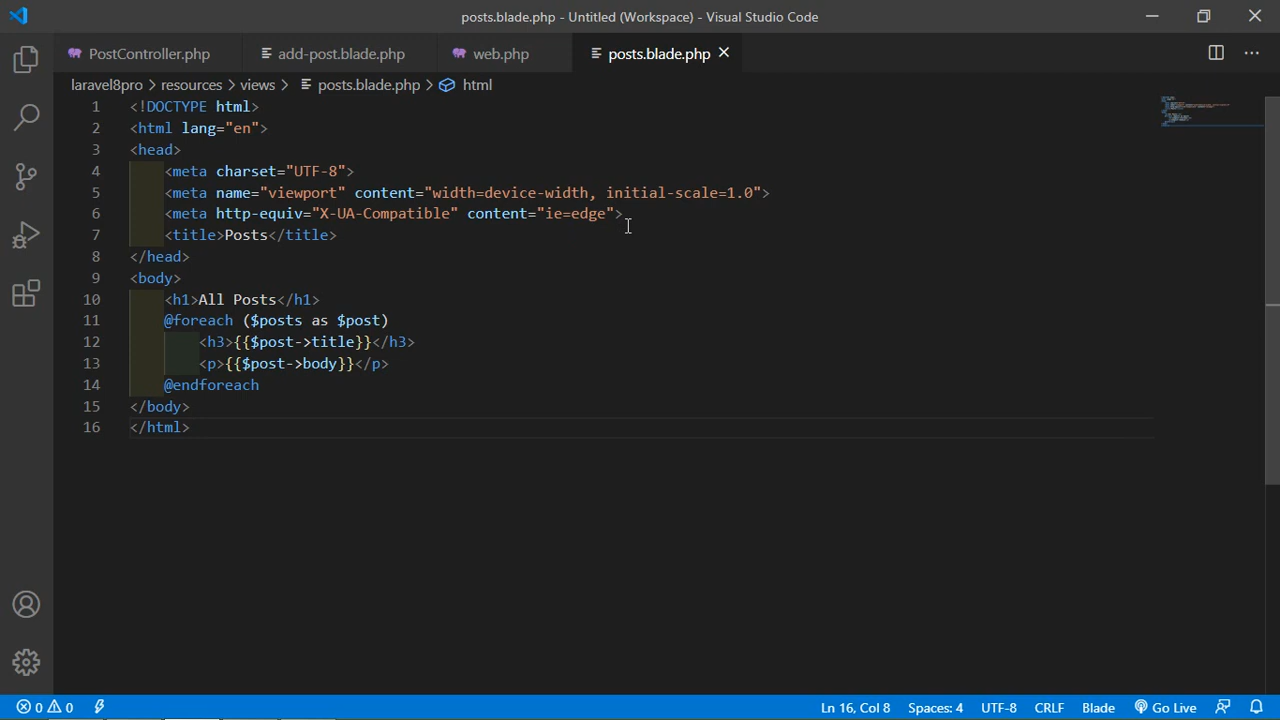 posts.blade.php - Untitled (Workspace) - Visual Studio Code
PostController.php add-post.blade.php web.php posts.blade.php
laravel8pro > resources > views > posts.blade.php > html
1 <!DOCTYPE html>
2 <html lang="en">
3 <head>
4 <meta charset="UTF-8">
5 <meta name="viewport" content="width=device-width, initial-scale=1.0">
6 <meta http-equiv="X-UA-Compatible" content="ie=edge">
7 <title>Posts</title>
8 </head>
9 <body>
10 <h1>All Posts</h1>
11 @foreach ($posts as $post)
12 <h3>{{$post->title}}</h3>
13 <p>{{$post->body}}</p>
14 @endforeach
15 </body>
16 </html>
0 0 Ln 16, Col 8 Spaces: 4 UTF-8 CRLF Blade Go Live